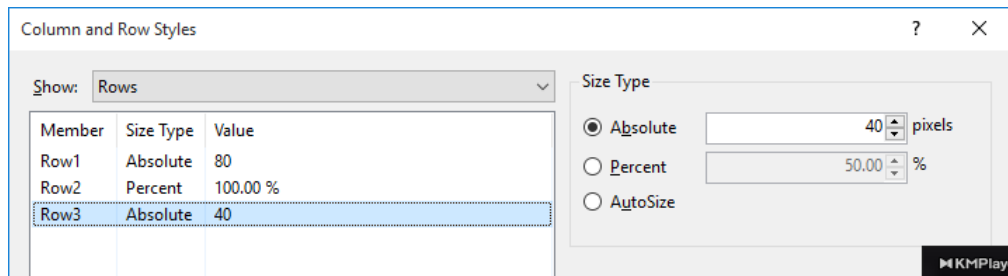 Column and Row Styles ?
Show: Rows
Member Size Type Value
Row1 Absolute 80
Row2 Percent 100.00 %
Row3 Absolute 40
Size Type
Absolute 40 pixels
Percent 50.00 %
AutoSize
KMPlay